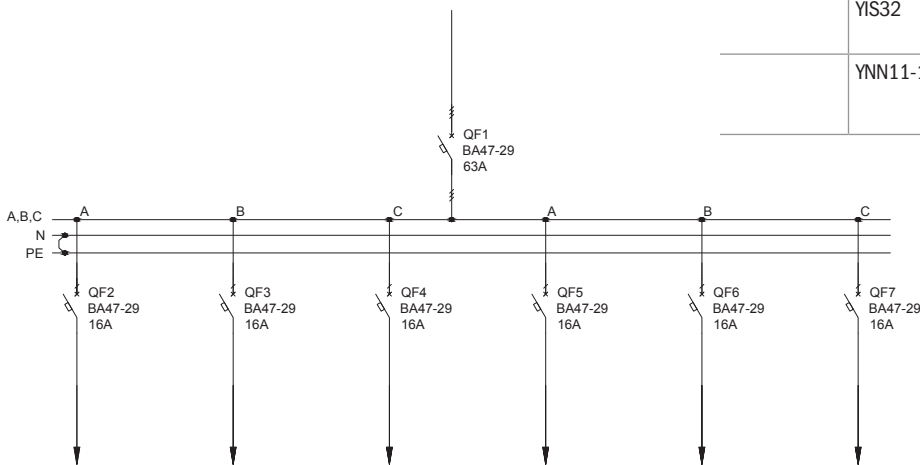 YIS32
YNN11-1
QF1
BA47-29
63A
A,B,C
A
B
C
A
B
C
N
PE
QF2
BA47-29
16A
QF3
BA47-29
16A
QF4
BA47-29
16A
QF5
BA47-29
16A
QF6
BA47-29
16A
QF7
BA47-29
16A